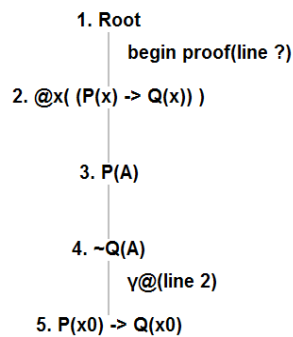 1. Root
begin proof(line ?)
2. @x( (P(x) -> Q(x)) )
3. P(A)
4. ~Q(A)
γ@(line 2)
5. P(x0) -> Q(x0)